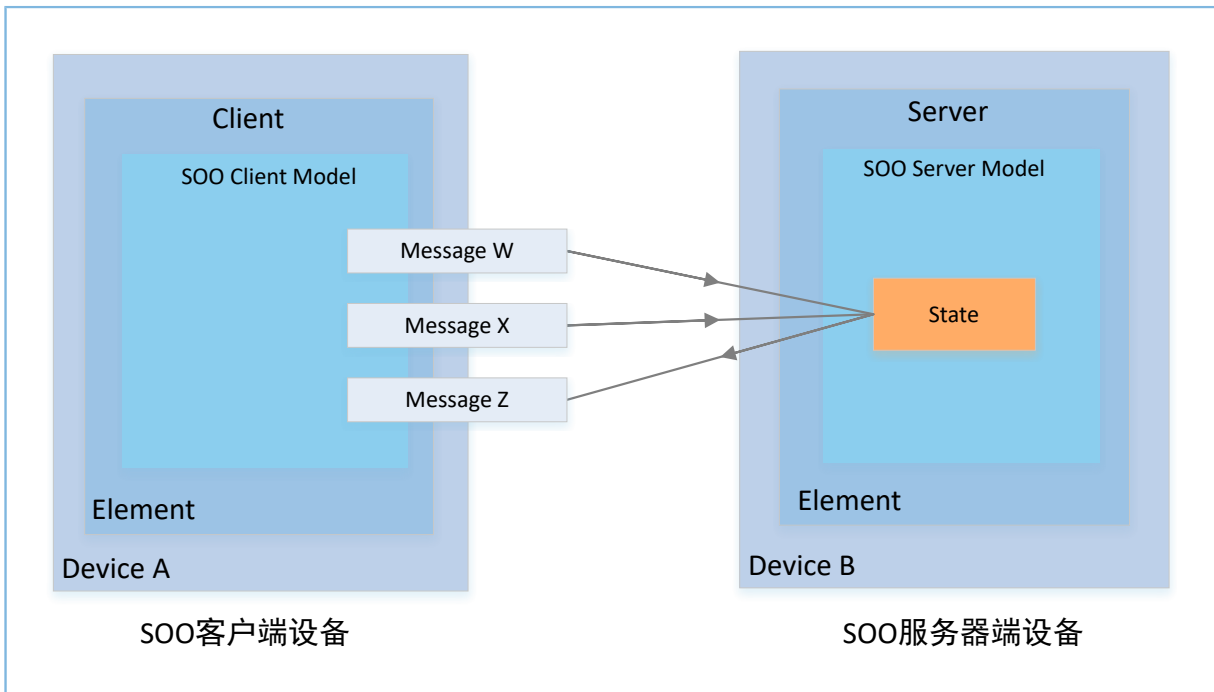 Client
SOO Client Model
Message W
Message X
Message Z
Element
Device A
SOO客户端设备
Server
SOO Server Model
State
Element
Device B
SOO服务器端设备